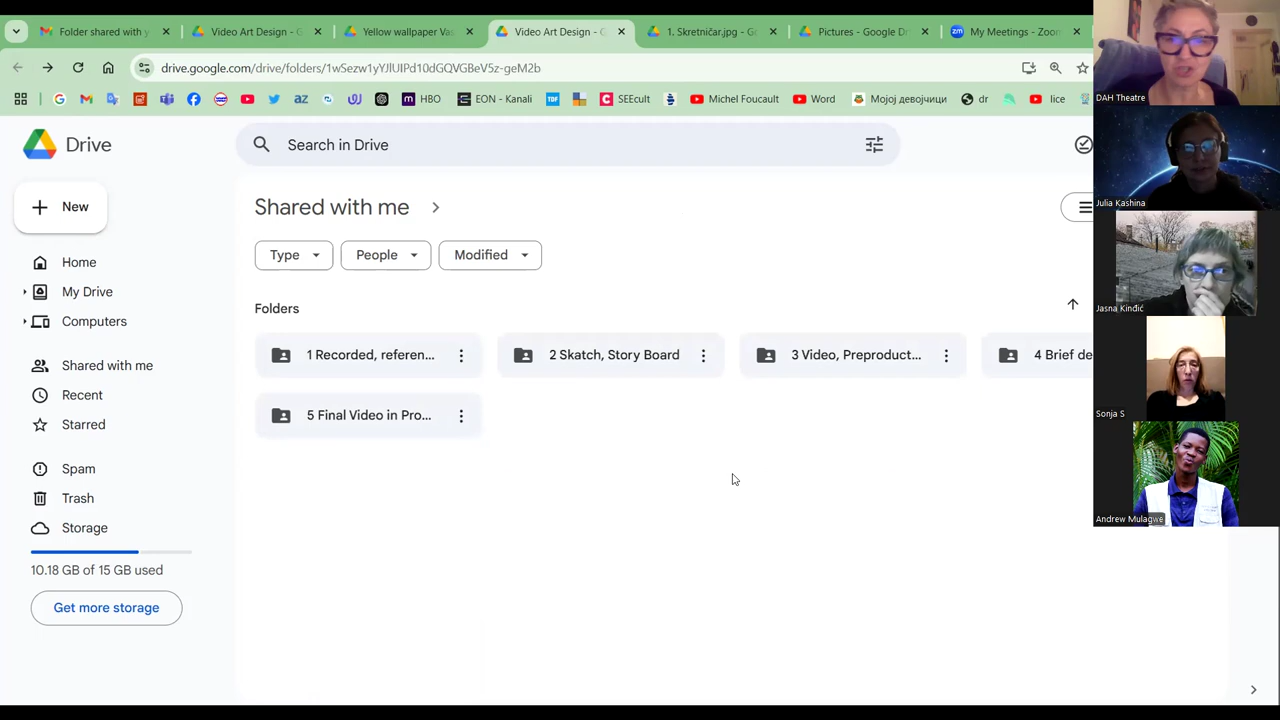 Folder shared with y
Video Art Design - G
Yellow wallpaper Vas
Video Art Design - G
1. Skretničar.jpg - Go
Pictures - Google Dr
My Meetings - Zoom
drive.google.com/drive/folders/1wSezw1yYJlUIPd10dGQVGBeV5z-geM2b
HBO
EON - Kanali
TDF
SEEcult
Michel Foucault
Word
Мојој девојчици
dr
lice
Drive
Search in Drive
New
Shared with me
Type
People
Modified
Home
My Drive
Computers
Shared with me
Recent
Starred
Spam
Trash
Storage
10.18 GB of 15 GB used
Get more storage
Folders
1 Recorded, referen...
2 Skatch, Story Board
3 Video, Preproduct...
4 Brief de
5 Final Video in Pro...
DAH Theatre
Julia Kashina
Jasna Kinđić
Sonja S
Andrew Mulagwe